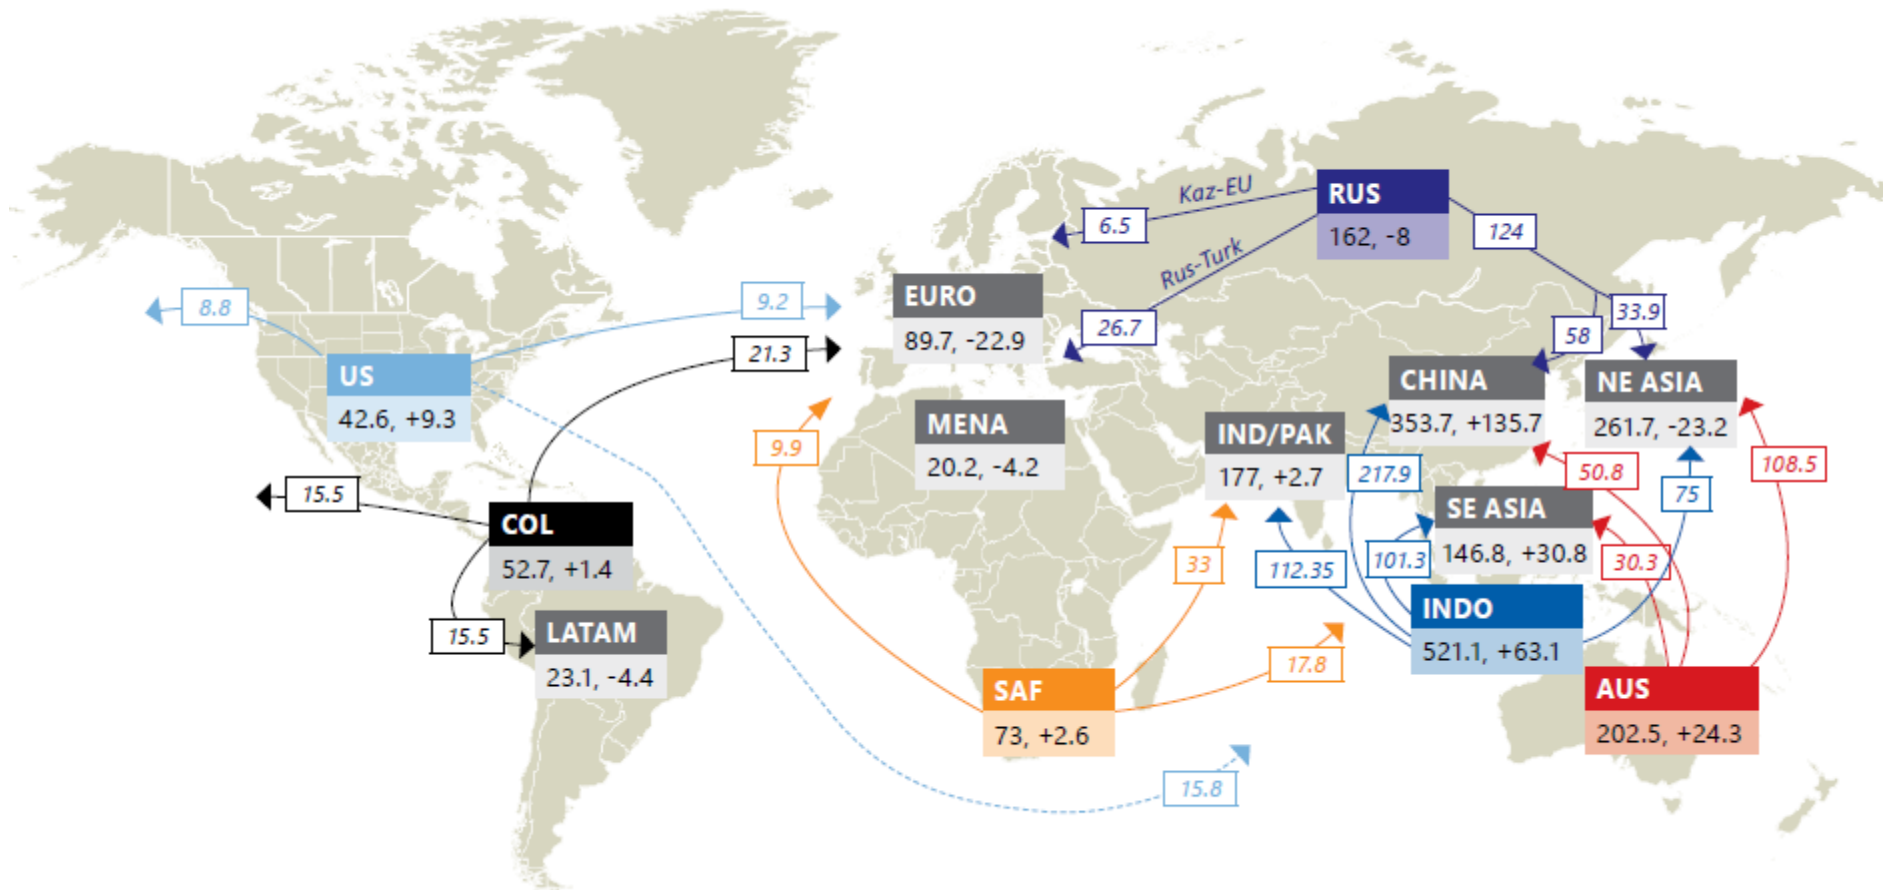 Kaz-EU
RUS
6.5
162, -8
124
Rus-Turk
EURO
9.2
8.8
89.7, -22.9
26.7
33.9
58
21.3
US
42.6, +9.3
CHINA
353.7, +135.7
NE ASIA
261.7, -23.2
MENA
20.2, -4.2
IND/PAK
177, +2.7
9.9
217.9
50.8
108.5
15.5
75
COL
52.7, +1.4
SE ASIA
146.8, +30.8
33
112.35
101.3
30.3
INDO
521.1, +63.1
15.5
LATAM
23.1, -4.4
17.8
SAF
73, +2.6
AUS
202.5, +24.3
15.8